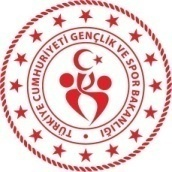 TÜRKİYE CUMHURİYETİ GENÇLİK VE SPOR BAKANLIĞI